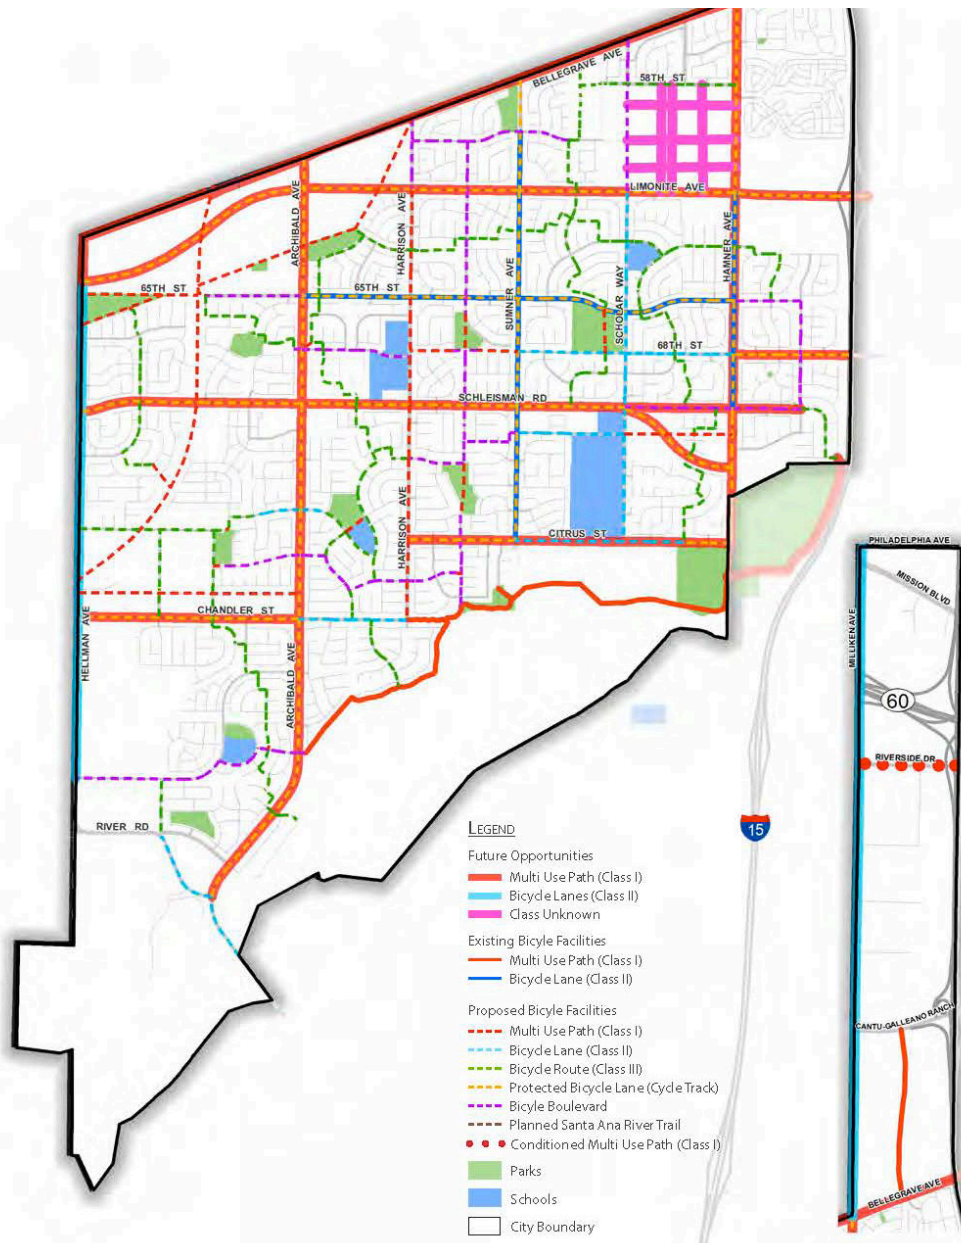 BELLEGRAVE AVE
58TH ST
LIMONITE AVE
ARCHIBALD AVE
HARRISON AVE
HAMNER AVE
65TH ST
65TH ST
SUMNER AVE
SCHOLAR WAY
68TH ST
SCHLEISMAN RD
HARRISON AVE
CITRUS ST
PHILADELPHIA AVE
MISSION BLVD
CHANDLER ST
HELLMAN AVE
ARCHIBALD AVE
MILLIKEN AVE
60
RIVERSIDE DR
RIVER RD
15
CANTU-GALLEANO RANCH
BELLEGRAVE AVE
LEGEND
Future Opportunities
Multi Use Path (Class I)
Bicycle Lanes (Class II)
Class Unknown
Existing Bicyle Facilities
Multi Use Path (Class I)
Bicycle Lane (Class II)
Proposed Bicyle Facilities
Multi Use Path (Class I)
Bicycle Lane (Class II)
Bicycle Route (Class III)
Protected Bicycle Lane (Cycle Track)
Bicyle Boulevard
Planned Santa Ana River Trail
Conditioned Multi Use Path (Class I)
Parks
Schools
City Boundary